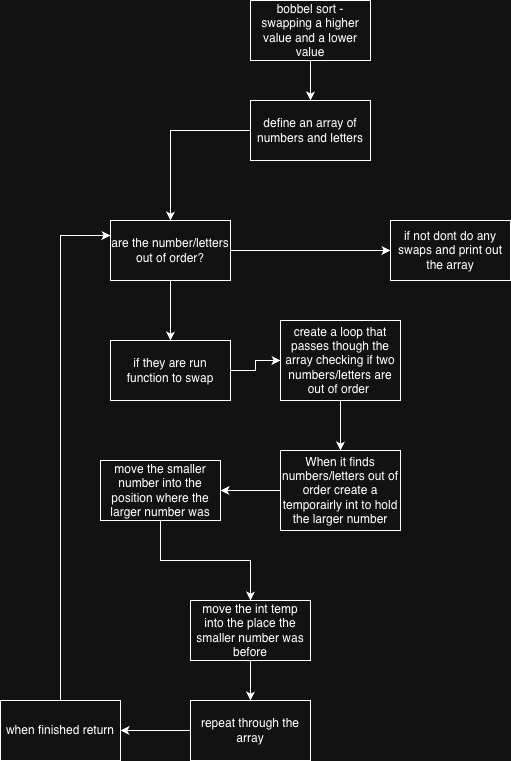 bobbel sort -
swapping a higher
value and a lower
value
define an array of
numbers and letters
are the number/letters
out of order?
if not dont do any
swaps and print out
the array
if they are run
function to swap
create a loop that
passes though the
array checking if two
numbers/letters are
out of order
When it finds
numbers/letters out of
order create a
temporairly int to hold
the larger number
move the smaller
number into the
position where the
larger number was
move the int temp
into the place the
smaller number was
before
repeat through the
array
when finished return